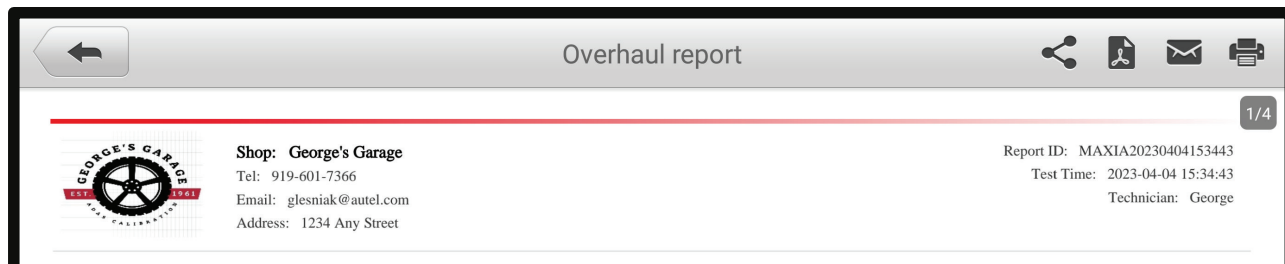 Overhaul report
1/4
GEORGE'S GARAGE
EST. 1961
ADAS CALIBRATION
Shop: George's Garage
Tel: 919-601-7366
Email: glesniak@autel.com
Address: 1234 Any Street
Report ID: MAXIA20230404153443
Test Time: 2023-04-04 15:34:43
Technician: George